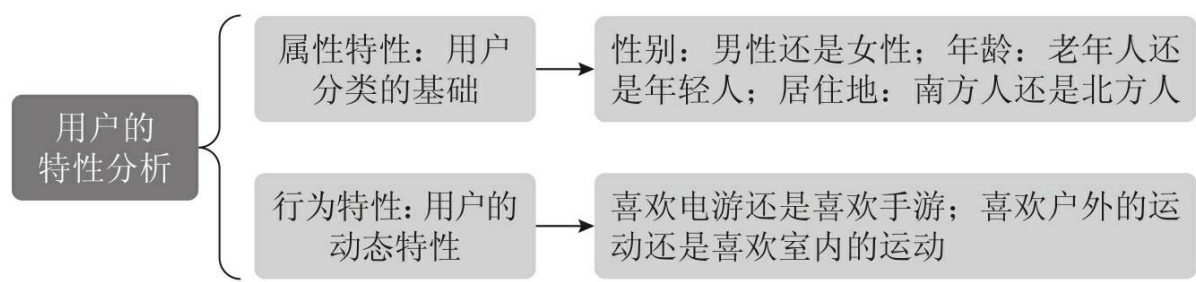 用户的
特性分析
属性特性：用户
分类的基础
性别：男性还是女性；年龄：老年人还
是年轻人；居住地：南方人还是北方人
行为特性：用户的
动态特性
喜欢电游还是喜欢手游；喜欢户外的运
动还是喜欢室内的运动